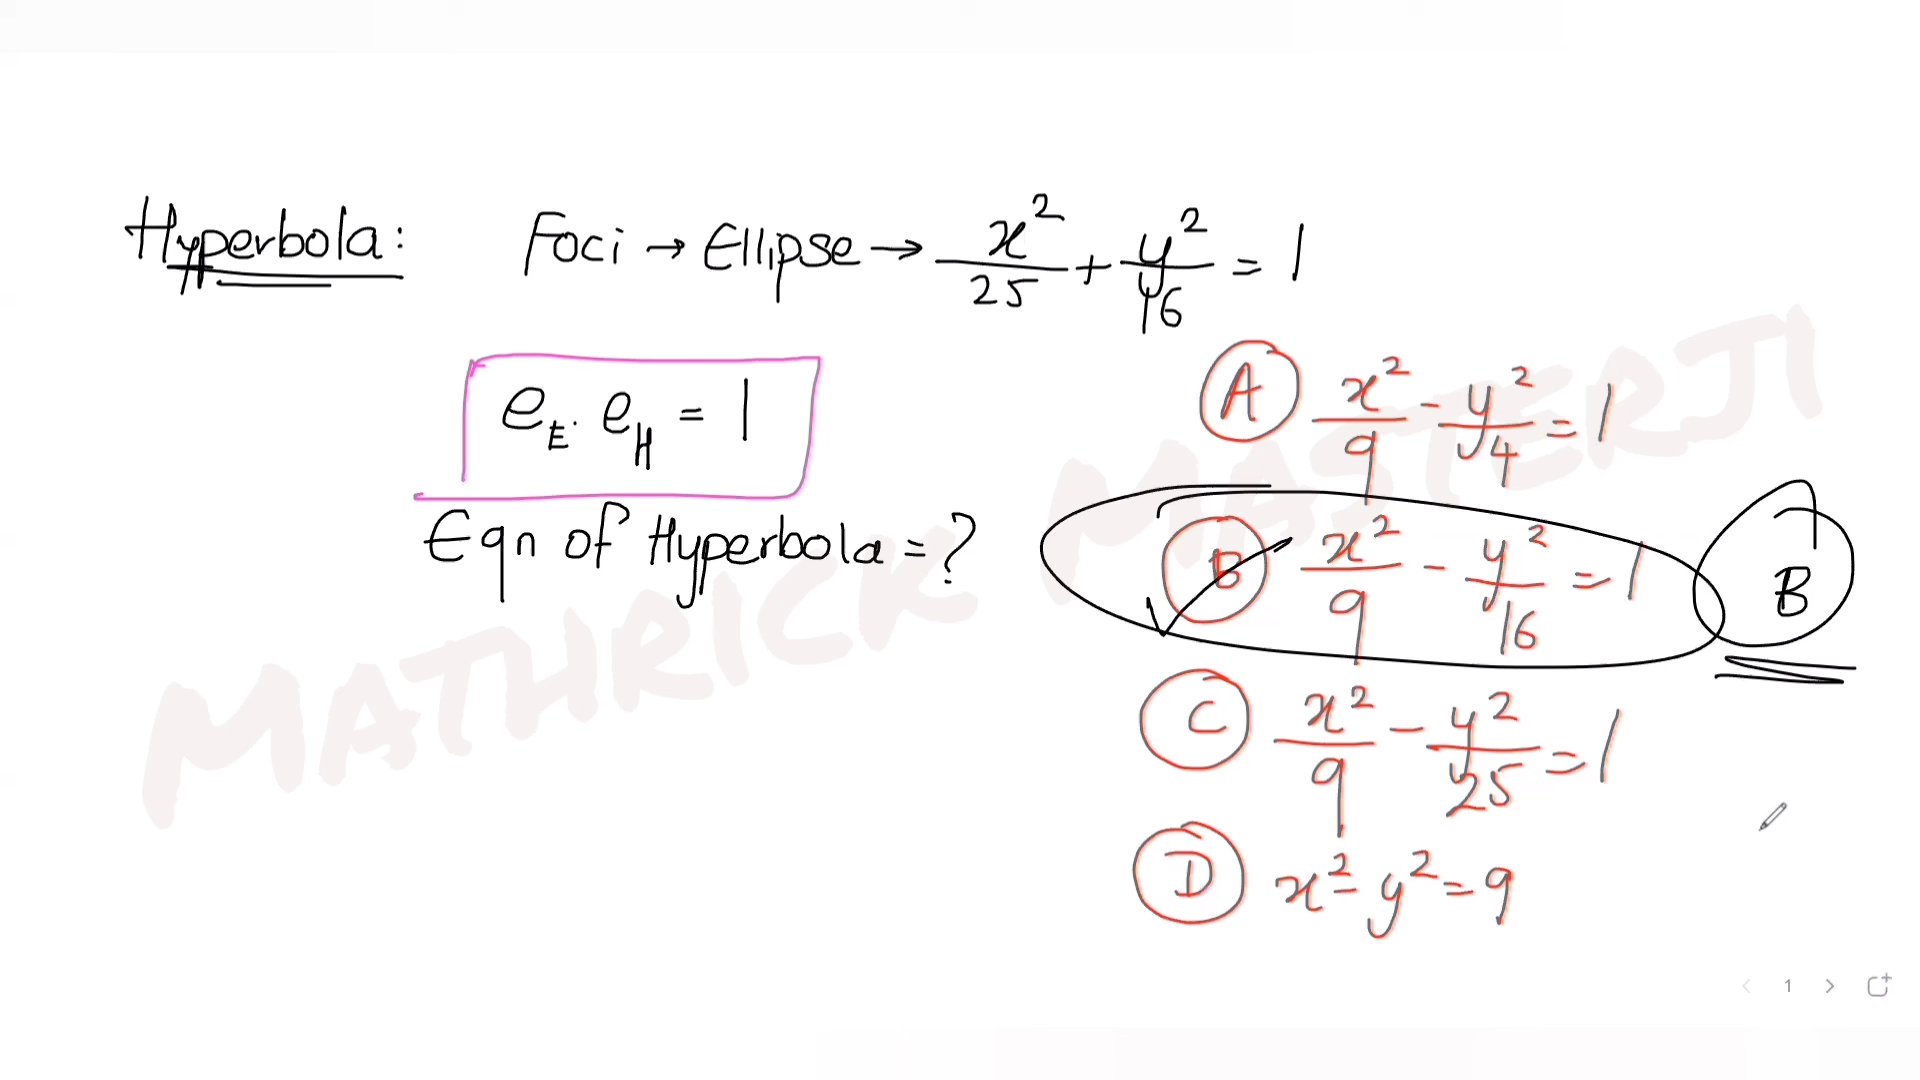 Hyperbola: Foci → Ellipse → x²/25 + y²/16 = 1
e_E · e_H = 1
Eqn of Hyperbola = ?
A x²/9 - y²/4 = 1
B x²/9 - y²/16 = 1
B
C x²/9 - y²/25 = 1
D x² - y² = 9
MATHRICK MASTERJI
1